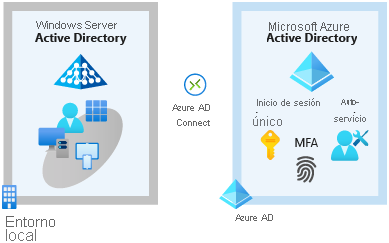 Windows Server
Active Directory
Entorno
local
Azure AD
Connect
Microsoft Azure
Active Directory
Inicio de sesión
único
Auto-
servicio
MFA
Azure AD